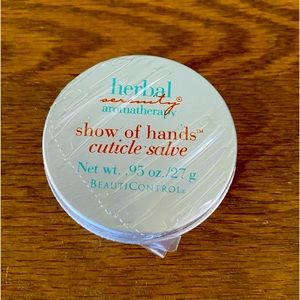 herbal
serenity®
aromatherapy
show of hands™
cuticle salve
Net wt. .95 oz./27 g
BEAUTICONTROL®